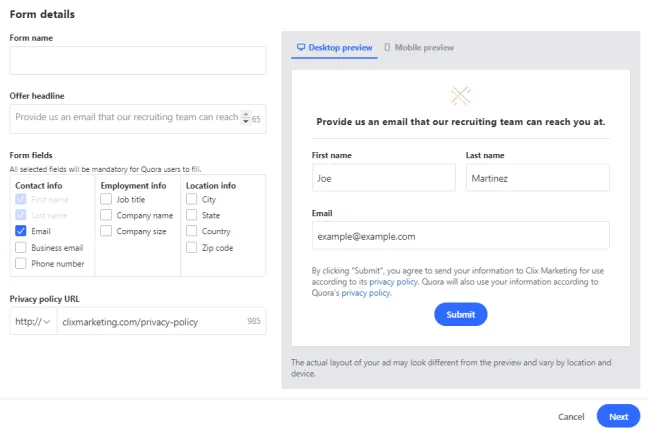 Form details
Form name
Offer headline
Provide us an email that our recruiting team can reach
65
Form fields
All selected fields will be mandatory for Quora users to fill.
Contact info
First name
Last name
Email
Business email
Phone number
Employment info
Job title
Company name
Company size
Location info
City
State
Country
Zip code
Privacy policy URL
http://
clixmarketing.com/privacy-policy
985
Desktop preview
Mobile preview
Provide us an email that our recruiting team can reach you at.
First name
Last name
Joe
Martinez
Email
example@example.com
By clicking "Submit", you agree to send your information to Clix Marketing for use
according to its privacy policy. Quora will also use your information according to
Quora's privacy policy.
Submit
The actual layout of your ad may look different from the preview and vary by location and
device.
Cancel
Next